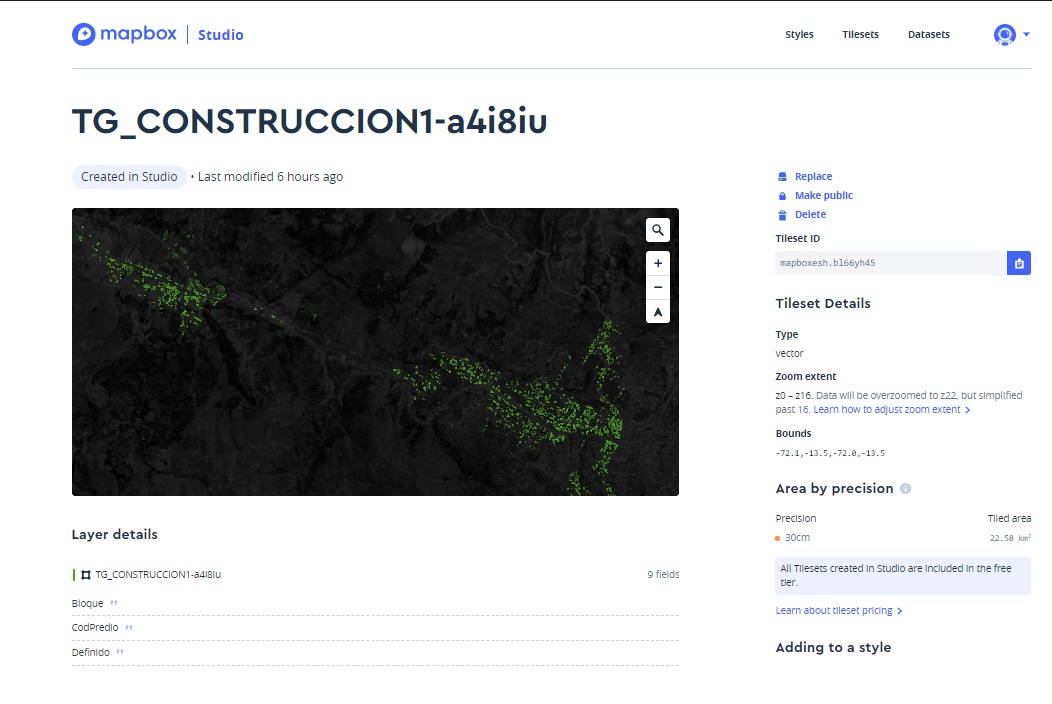 mapbox | Studio
Styles Tilesets Datasets
TG_CONSTRUCCION1-a4i8iu
Created in Studio • Last modified 6 hours ago
Replace
Make public
Delete
Tileset ID
mapboxesh.bl66yh45
Tileset Details
Type
vector
Zoom extent
z0 – z16. Data will be overzoomed to z22, but simplified
past 16. Learn how to adjust zoom extent
Bounds
-72.1,-13.5,-72.0,-13.5
Area by precision
Precision Tiled area
30cm 22.58 km²
All Tilesets created in Studio are included in the free
tier.
Learn about tileset pricing
Adding to a style
Layer details
TG_CONSTRUCCION1-a4i8iu 9 fields
Bloque
CodPredio
Definido